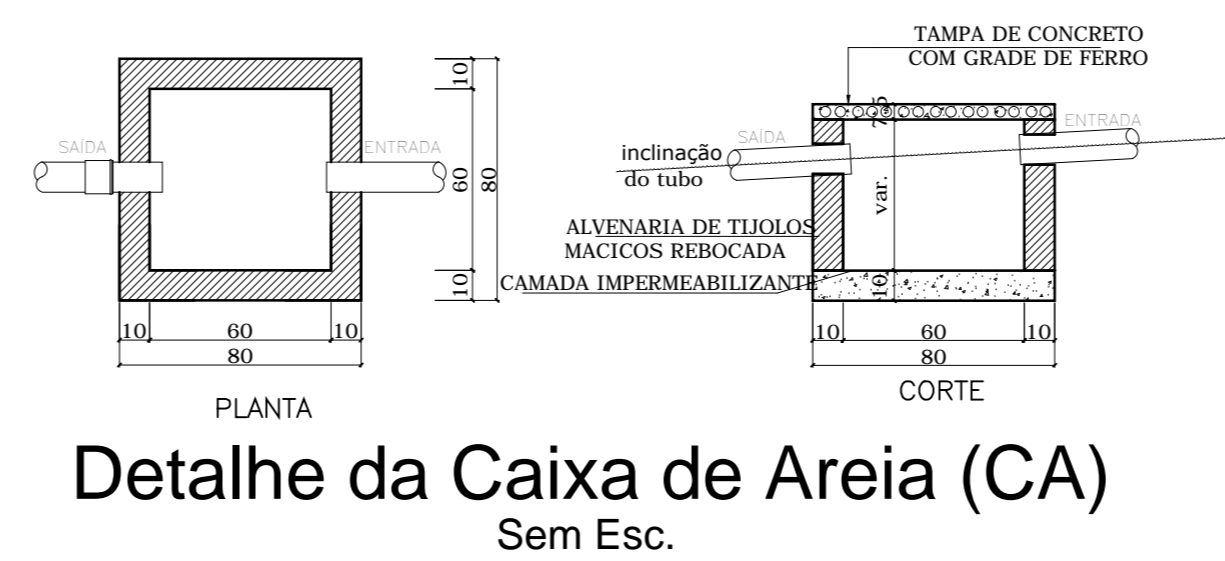 SAÍDA
ENTRADA
10
60
10
80
10
60
10
80
PLANTA
TAMPA DE CONCRETO
COM GRADE DE FERRO
7.5
SAÍDA
ENTRADA
inclinação
do tubo
var.
ALVENARIA DE TIJOLOS
MACICOS REBOCADA
CAMADA IMPERMEABILIZANTE
10
10
60
10
80
CORTE
Detalhe da Caixa de Areia (CA)
Sem Esc.